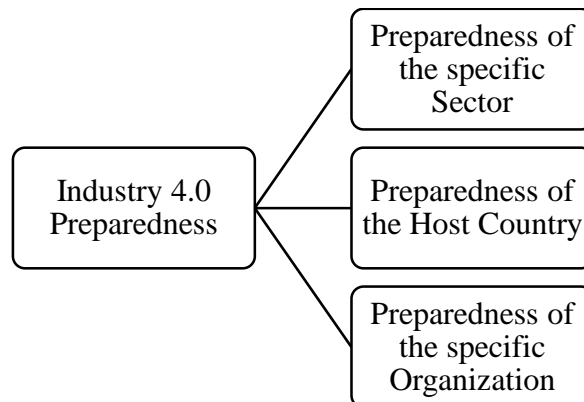 Preparedness of
the specific
Sector
Industry 4.0
Preparedness
Preparedness of
the Host Country
Preparedness of
the specific
Organization